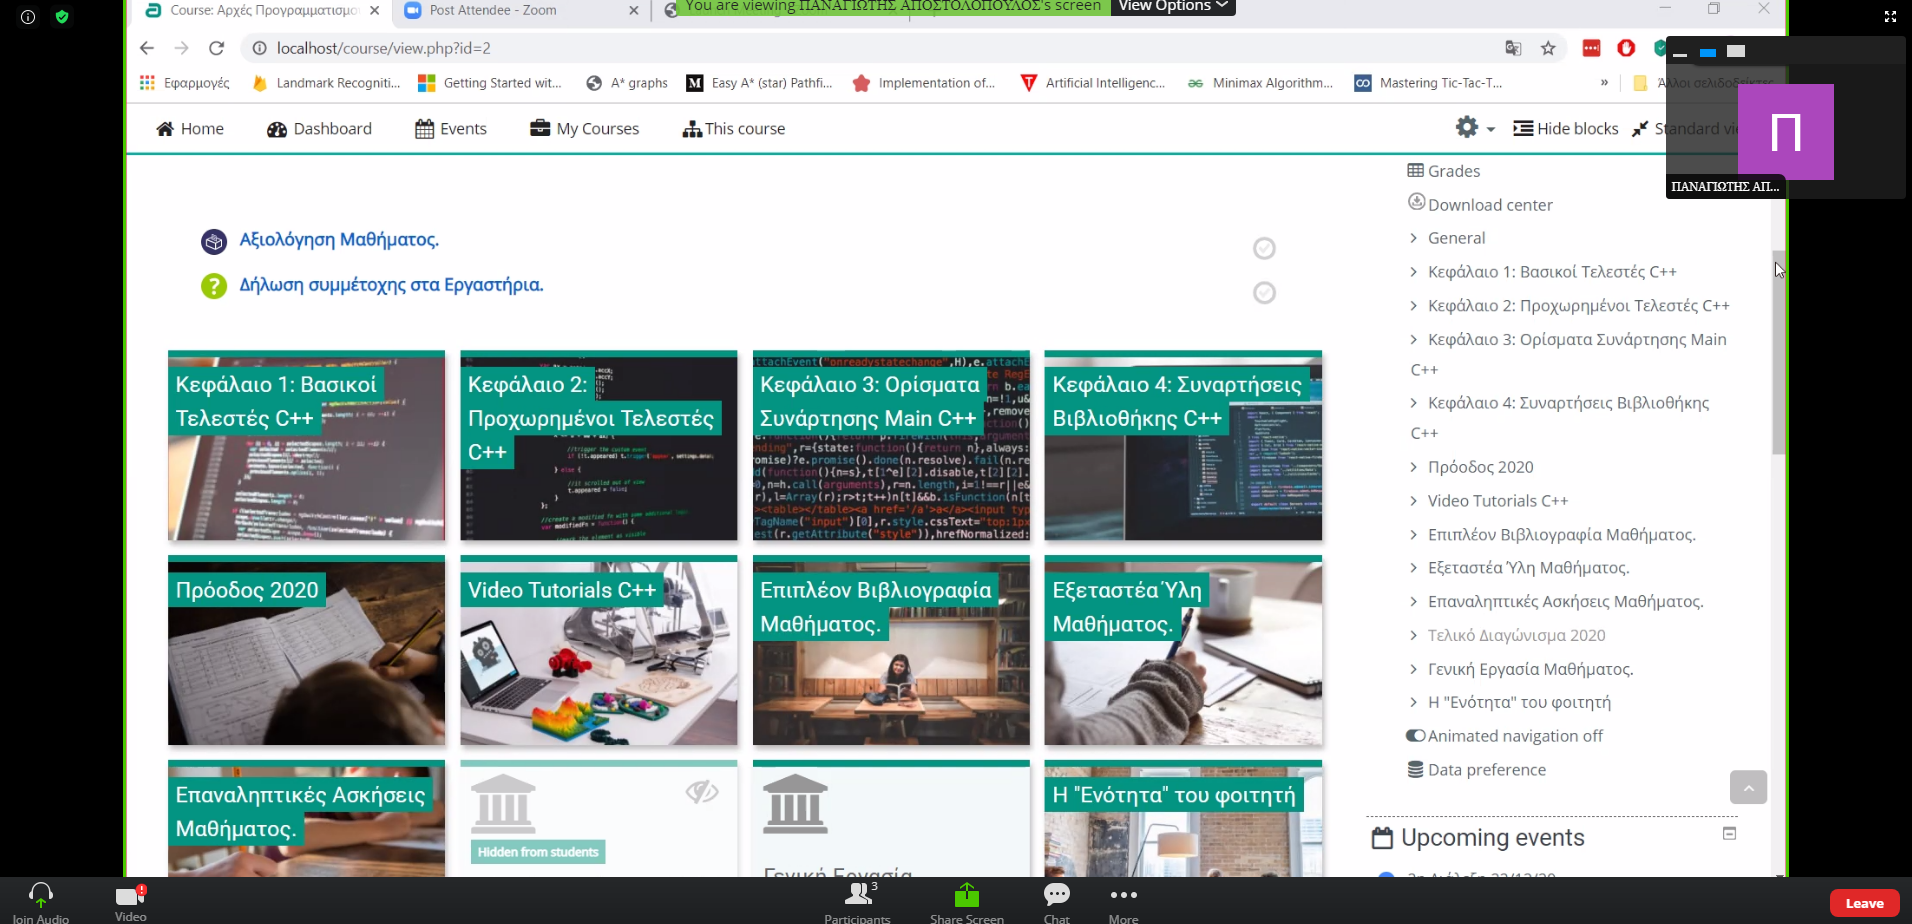 Course: Αρχές Προγραμματισμο
Post Attendee - Zoom
You are viewing ΠΑΝΑΓΙΩΤΗΣ ΑΠΟΣΤΟΛΟΠΟΥΛΟΣ's screen
View Options
localhost/course/view.php?id=2
Εφαρμογές
Landmark Recogniti...
Getting Started wit...
A* graphs
Easy A* (star) Pathfi...
Implementation of...
Artificial Intelligenc...
Minimax Algorithm...
Mastering Tic-Tac-T...
»
Άλλοι σελιδοδείκτες
Home
Dashboard
Events
My Courses
This course
Hide blocks
Standard vi
Π
ΠΑΝΑΓΙΩΤΗΣ ΑΠ...
Αξιολόγηση Μαθήματος.
Δήλωση συμμέτοχης στα Εργαστήρια.
Κεφάλαιο 1: Βασικοί
Τελεστές C++
Κεφάλαιο 2:
Προχωρημένοι Τελεστές
C++
Κεφάλαιο 3: Ορίσματα
Συνάρτησης Main C++
Κεφάλαιο 4: Συναρτήσεις
Βιβλιοθήκης C++
Πρόοδος 2020
Video Tutorials C++
Επιπλέον Βιβλιογραφία
Μαθήματος.
Εξεταστέα Ύλη
Μαθήματος.
Επαναληπτικές Ασκήσεις
Μαθήματος.
Hidden from students
Γενική Εργασία
Η "Ενότητα" του φοιτητή
Grades
Download center
General
Κεφάλαιο 1: Βασικοί Τελεστές C++
Κεφάλαιο 2: Προχωρημένοι Τελεστές C++
Κεφάλαιο 3: Ορίσματα Συνάρτησης Main
C++
Κεφάλαιο 4: Συναρτήσεις Βιβλιοθήκης
C++
Πρόοδος 2020
Video Tutorials C++
Επιπλέον Βιβλιογραφία Μαθήματος.
Εξεταστέα Ύλη Μαθήματος.
Επαναληπτικές Ασκήσεις Μαθήματος.
Τελικό Διαγώνισμα 2020
Γενική Εργασία Μαθήματος.
Η "Ενότητα" του φοιτητή
Animated navigation off
Data preference
Upcoming events
Join Audio
Video
Participants
3
Share Screen
Chat
More
Leave